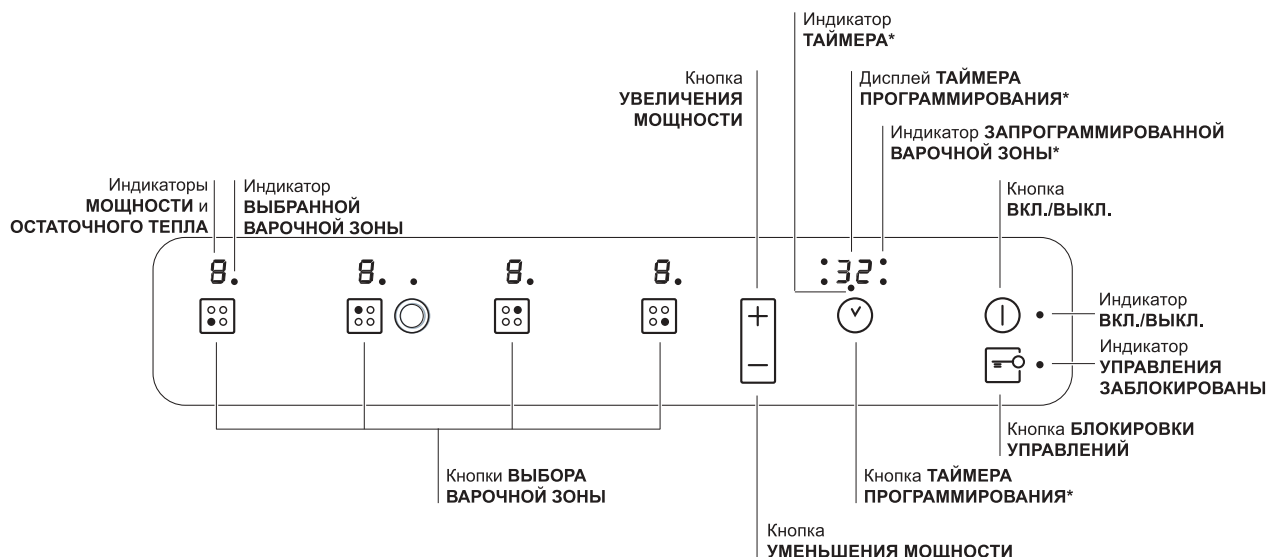 Индикатор
ТАЙМЕРА*
Кнопка
УВЕЛИЧЕНИЯ
МОЩНОСТИ
Дисплей ТАЙМЕРА
ПРОГРАММИРОВАНИЯ*
Индикатор ЗАПРОГРАММИРОВАННОЙ
ВАРОЧНОЙ ЗОНЫ*
Индикаторы
МОЩНОСТИ и
ОСТАТОЧНОГО ТЕПЛА
Индикатор
ВЫБРАННОЙ
ВАРОЧНОЙ ЗОНЫ
Кнопка
ВКЛ./ВЫКЛ.
8. 8. 8. 8. 32
+
−
Индикатор
ВКЛ./ВЫКЛ.
Индикатор
УПРАВЛЕНИЯ
ЗАБЛОКИРОВАНЫ
Кнопка БЛОКИРОВКИ
УПРАВЛЕНИЙ
Кнопки ВЫБОРА
ВАРОЧНОЙ ЗОНЫ
Кнопка ТАЙМЕРА
ПРОГРАММИРОВАНИЯ*
Кнопка
УМЕНЬШЕНИЯ МОЩНОСТИ